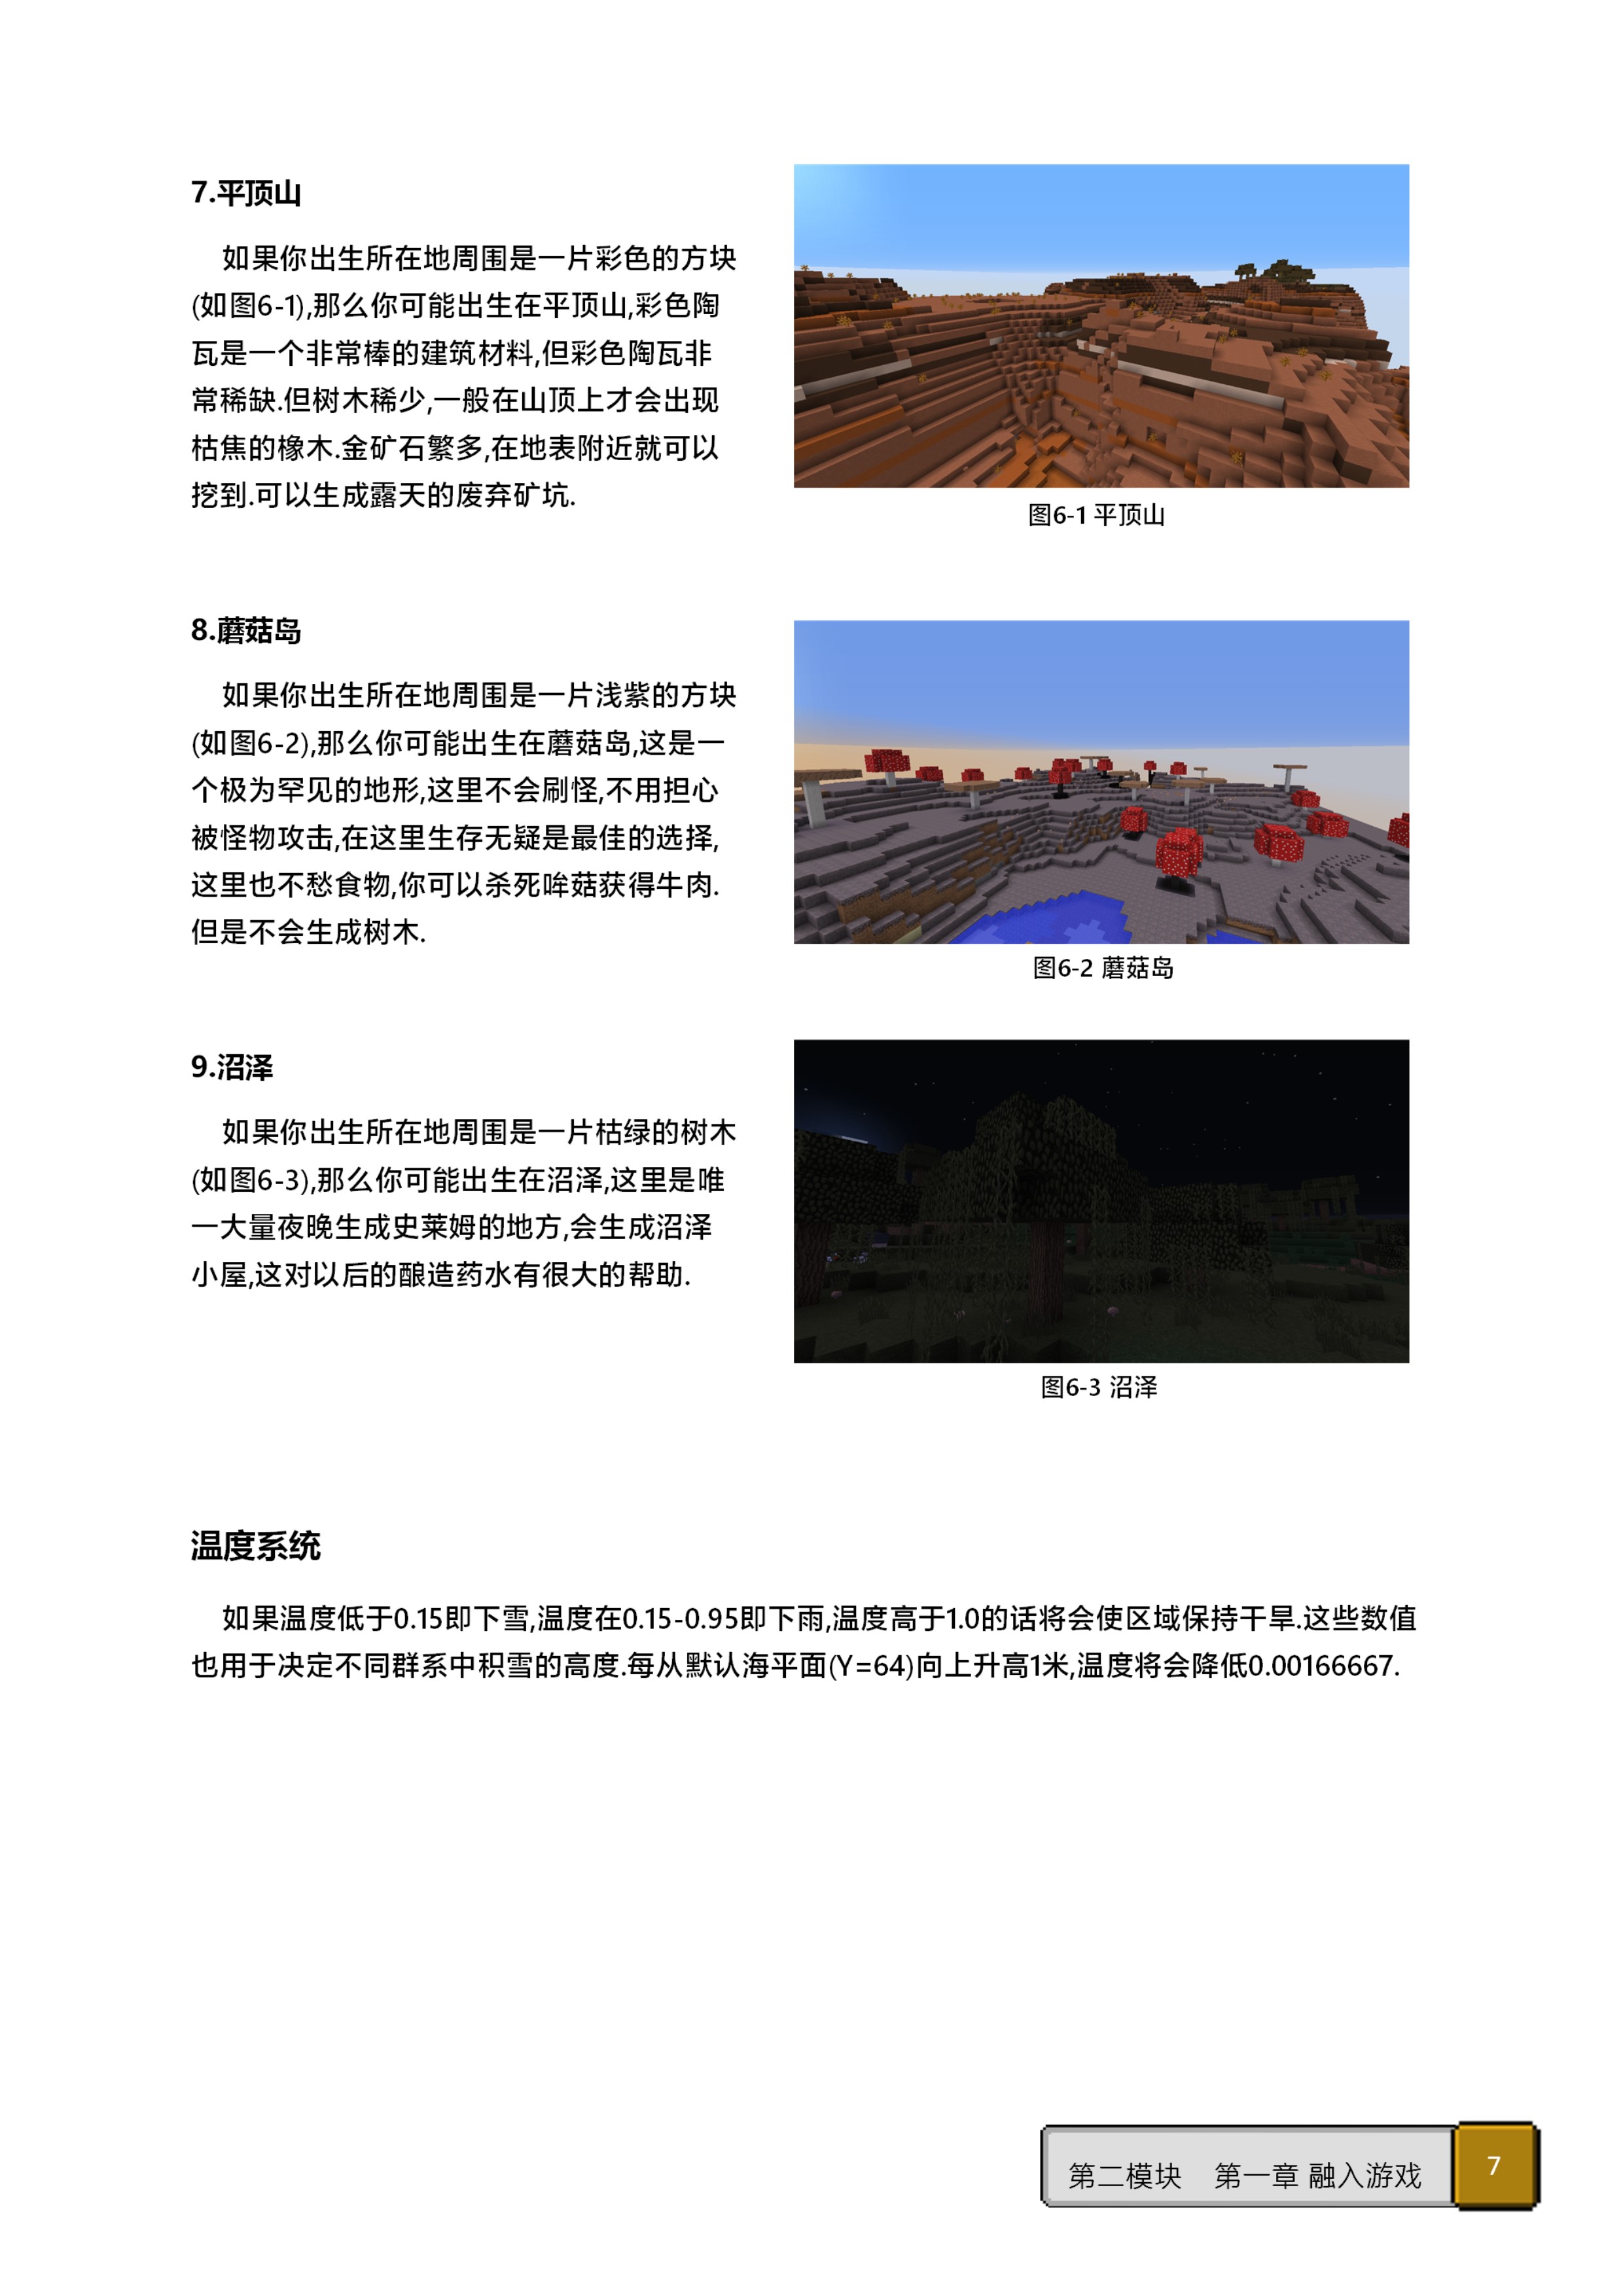 7.平顶山
如果你出生所在地周围是一片彩色的方块
(如图6-1),那么你可能出生在平顶山,彩色陶
瓦是一个非常棒的建筑材料,但彩色陶瓦非
常稀缺.但树木稀少,一般在山顶上才会出现
枯焦的橡木.金矿石繁多,在地表附近就可以
挖到.可以生成露天的废弃矿坑.
图6-1 平顶山
8.蘑菇岛
如果你出生所在地周围是一片浅紫的方块
(如图6-2),那么你可能出生在蘑菇岛,这是一
个极为罕见的地形,这里不会刷怪,不用担心
被怪物攻击,在这里生存无疑是最佳的选择,
这里也不愁食物,你可以杀死哞菇获得牛肉.
但是不会生成树木.
图6-2 蘑菇岛
9.沼泽
如果你出生所在地周围是一片枯绿的树木
(如图6-3),那么你可能出生在沼泽,这里是唯
一大量夜晚生成史莱姆的地方,会生成沼泽
小屋,这对以后的酿造药水有很大的帮助.
图6-3 沼泽
温度系统
如果温度低于0.15即下雪,温度在0.15-0.95即下雨,温度高于1.0的话将会使区域保持干旱.这些数值
也用于决定不同群系中积雪的高度.每从默认海平面(Y=64)向上升高1米,温度将会降低0.00166667.
第二模块 第一章 融入游戏 7